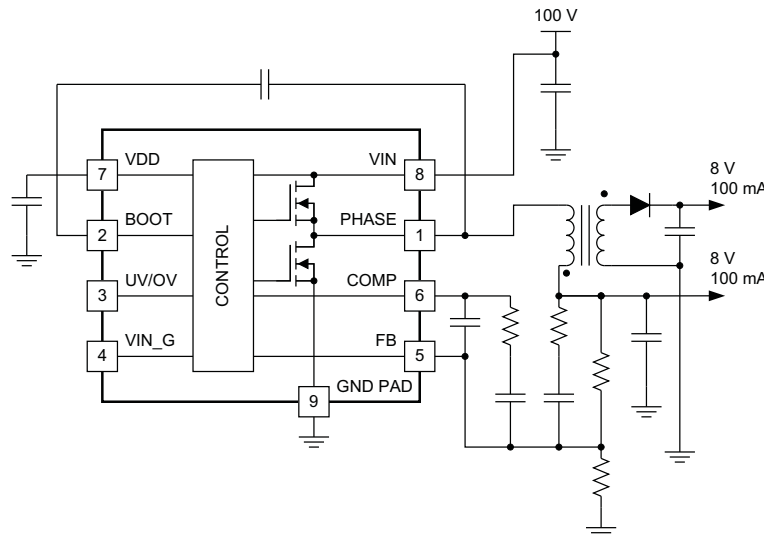 100 V
7
VDD
VIN
8
8 V
100 mA
2
BOOT
PHASE
1
CONTROL
8 V
100 mA
3
UV/OV
COMP
6
4
VIN_G
FB
5
GND PAD
9